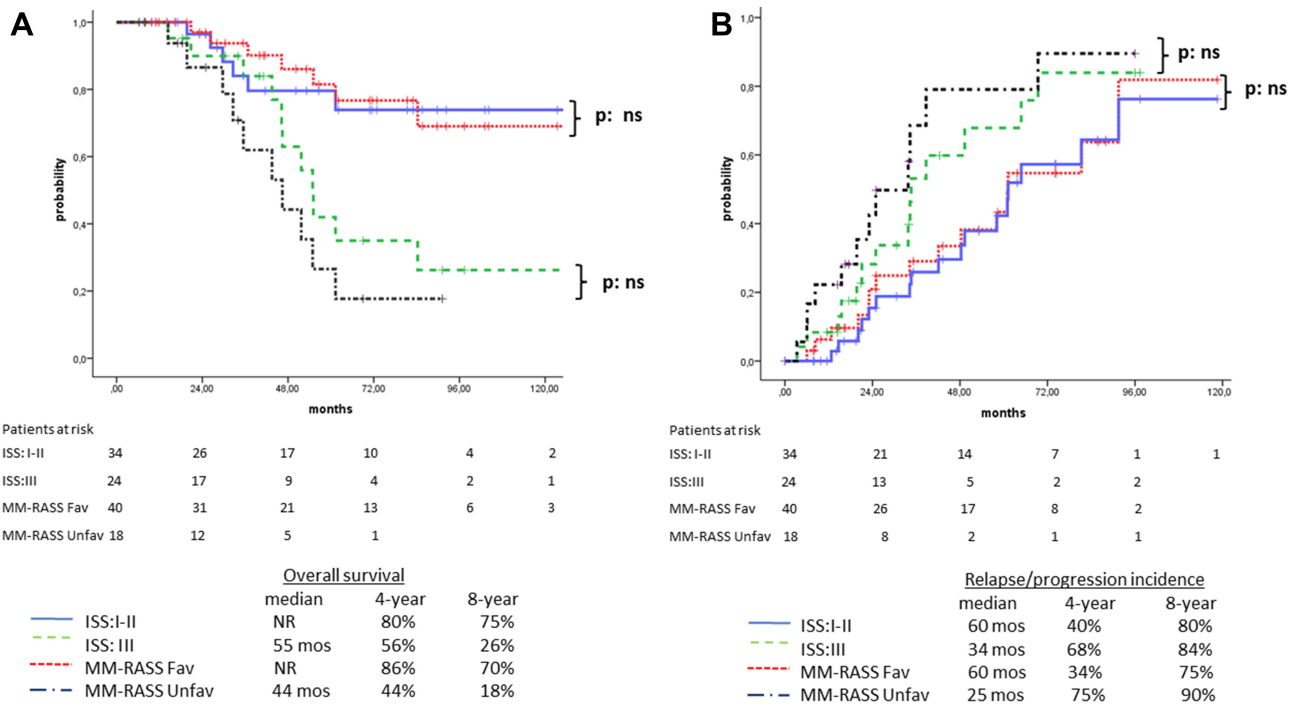 A
1,0
0,8
0,6
0,4
0,2
0,0
probability
,00 24,00 48,00 72,00 96,00 120,00
months
p: ns
p: ns
Patients at risk
ISS: I-II 34 26 17 10 4 2
ISS:III 24 17 9 4 2 1
MM-RASS Fav 40 31 21 13 6 3
MM-RASS Unfav 18 12 5 1
Overall survival
median 4-year 8-year
ISS:I-II NR 80% 75%
ISS: III 55 mos 56% 26%
MM-RASS Fav NR 86% 70%
MM-RASS Unfav 44 mos 44% 18%
B
1,0
0,8
0,6
0,4
0,2
0,0
probability
,00 24,00 48,00 72,00 96,00 120,0
months
p: ns
p: ns
Patients at risk
ISS: I-II 34 21 14 7 1 1
ISS:III 24 13 5 2 2
MM-RASS Fav 40 26 17 8 2
MM-RASS Unfav 18 8 2 1 1
Relapse/progression incidence
median 4-year 8-year
ISS:I-II 60 mos 40% 80%
ISS:III 34 mos 68% 84%
MM-RASS Fav 60 mos 34% 75%
MM-RASS Unfav 25 mos 75% 90%